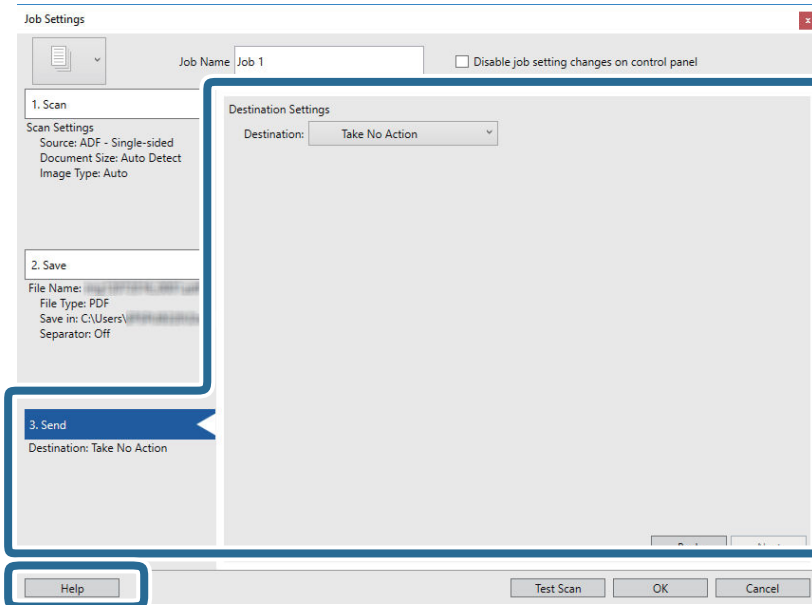 Job Settings
x
Job Name Job 1
Disable job setting changes on control panel
1. Scan
Scan Settings
Source: ADF - Single-sided
Document Size: Auto Detect
Image Type: Auto
2. Save
File Name:
File Type: PDF
Save in: C:\Users\
Separator: Off
3. Send
Destination: Take No Action
Destination Settings
Destination: Take No Action
Help
Test Scan
OK
Cancel